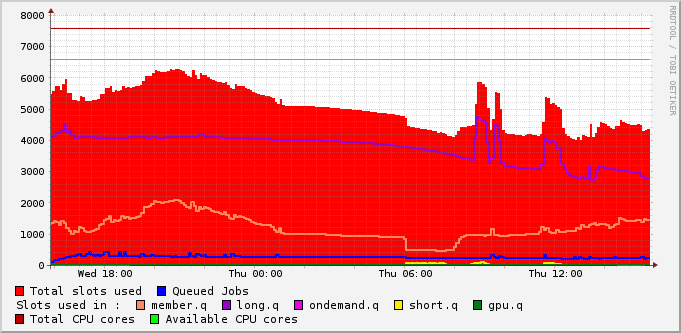 8000
7000
6000
5000
4000
3000
2000
1000
0
Wed 18:00 Thu 00:00 Thu 06:00 Thu 12:00
Total slots used Queued Jobs
Slots used in : member.q long.q ondemand.q short.q gpu.q
Total CPU cores Available CPU cores
RRDTOOL / TOBI OETIKER